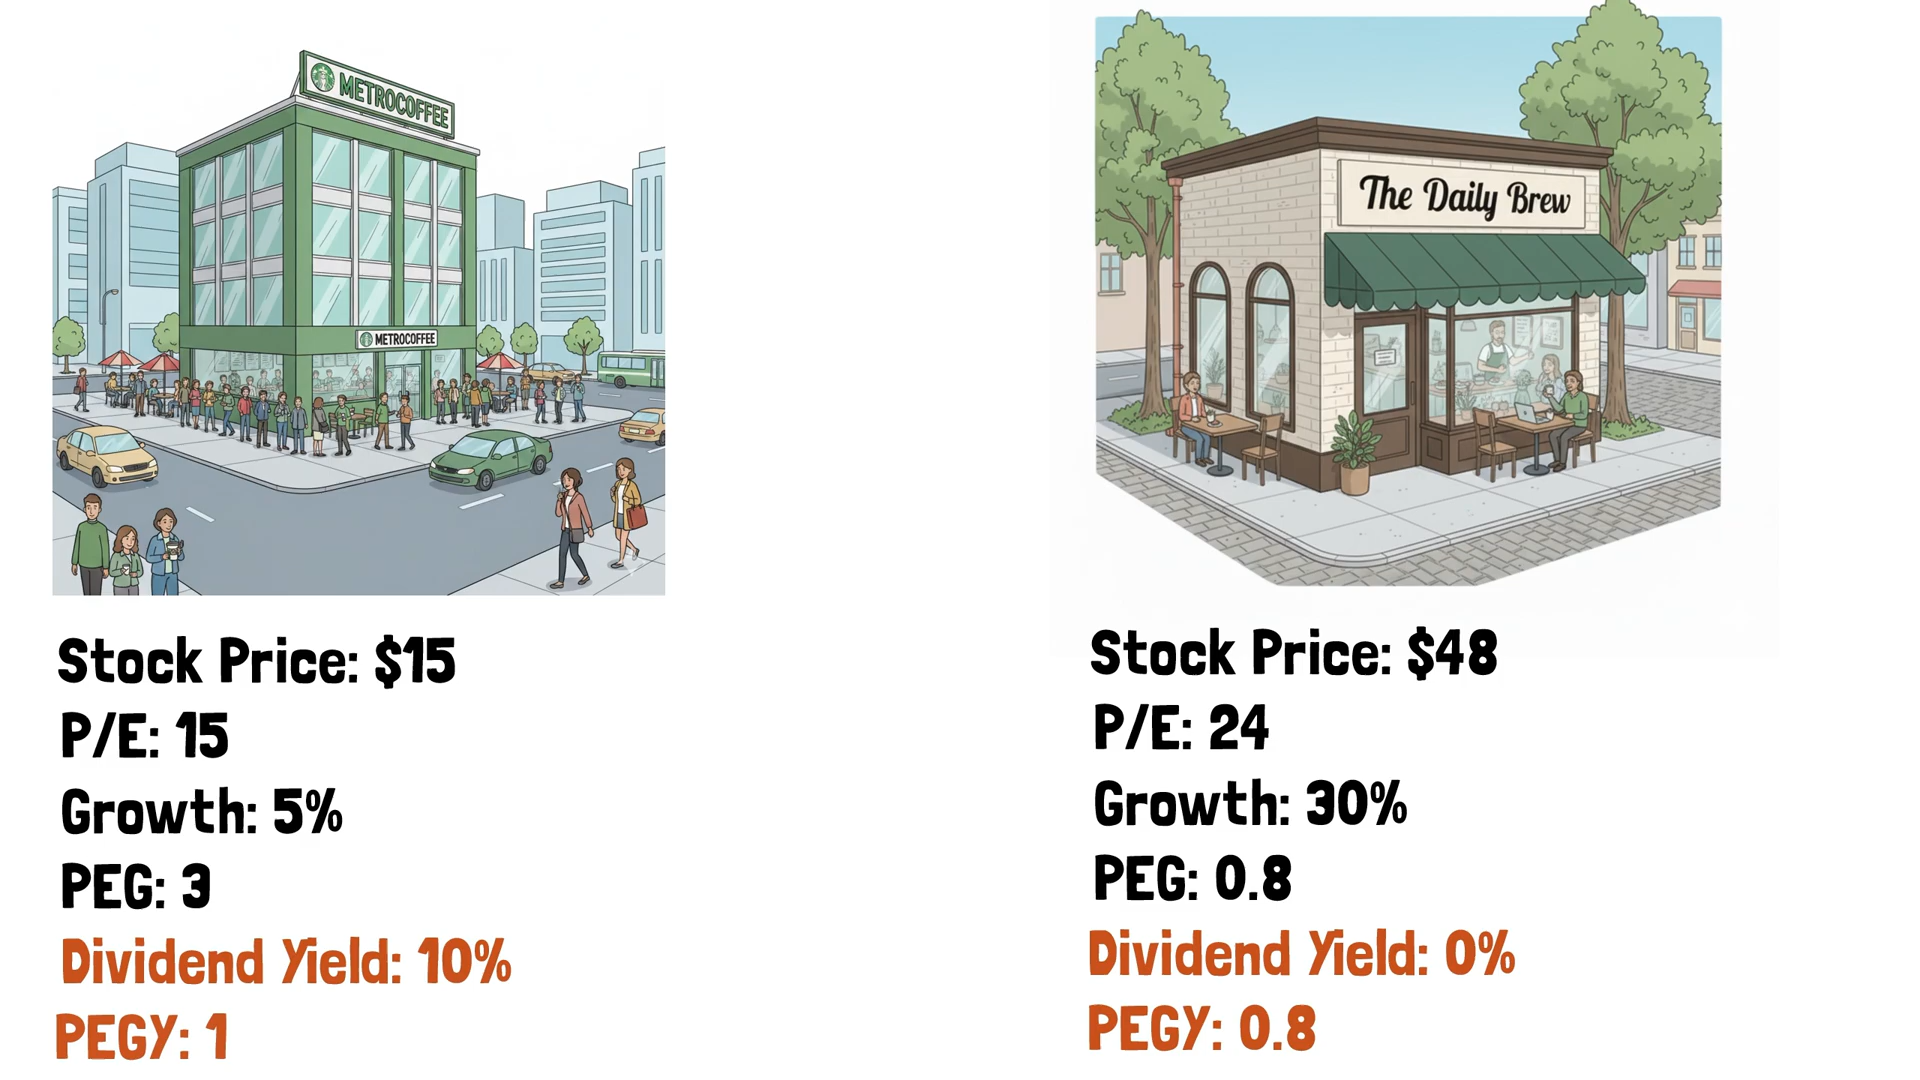 METROCOFFEE
METROCOFFEE
Stock Price: $15
P/E: 15
Growth: 5%
PEG: 3
Dividend Yield: 10%
PEGY: 1
The Daily Brew
Stock Price: $48
P/E: 24
Growth: 30%
PEG: 0.8
Dividend Yield: 0%
PEGY: 0.8